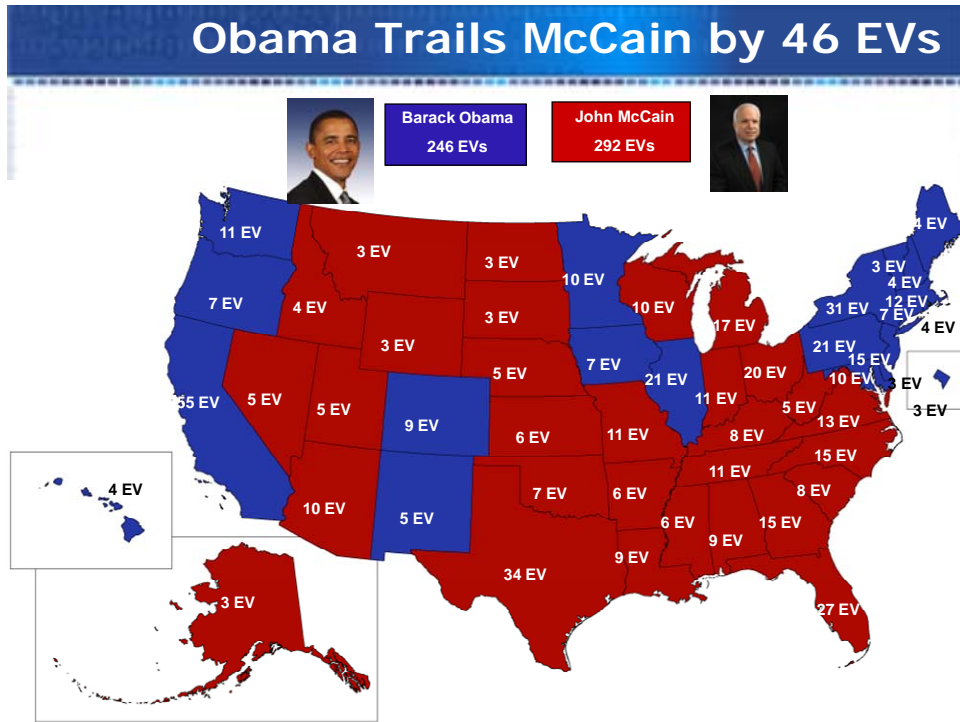 Obama Trails McCain by 46 EVs
Barack Obama
246 EVs
John McCain
292 EVs
11 EV
3 EV
3 EV
10 EV
4 EV
3 EV
4 EV
12 EV
7 EV
4 EV
31 EV
7 EV
4 EV
3 EV
3 EV
10 EV
17 EV
21 EV
15 EV
10 EV
3 EV
3 EV
5 EV
7 EV
21 EV
11 EV
20 EV
5 EV
13 EV
55 EV
5 EV
5 EV
9 EV
6 EV
11 EV
8 EV
15 EV
11 EV
8 EV
4 EV
10 EV
5 EV
7 EV
6 EV
6 EV
9 EV
15 EV
34 EV
9 EV
27 EV
3 EV